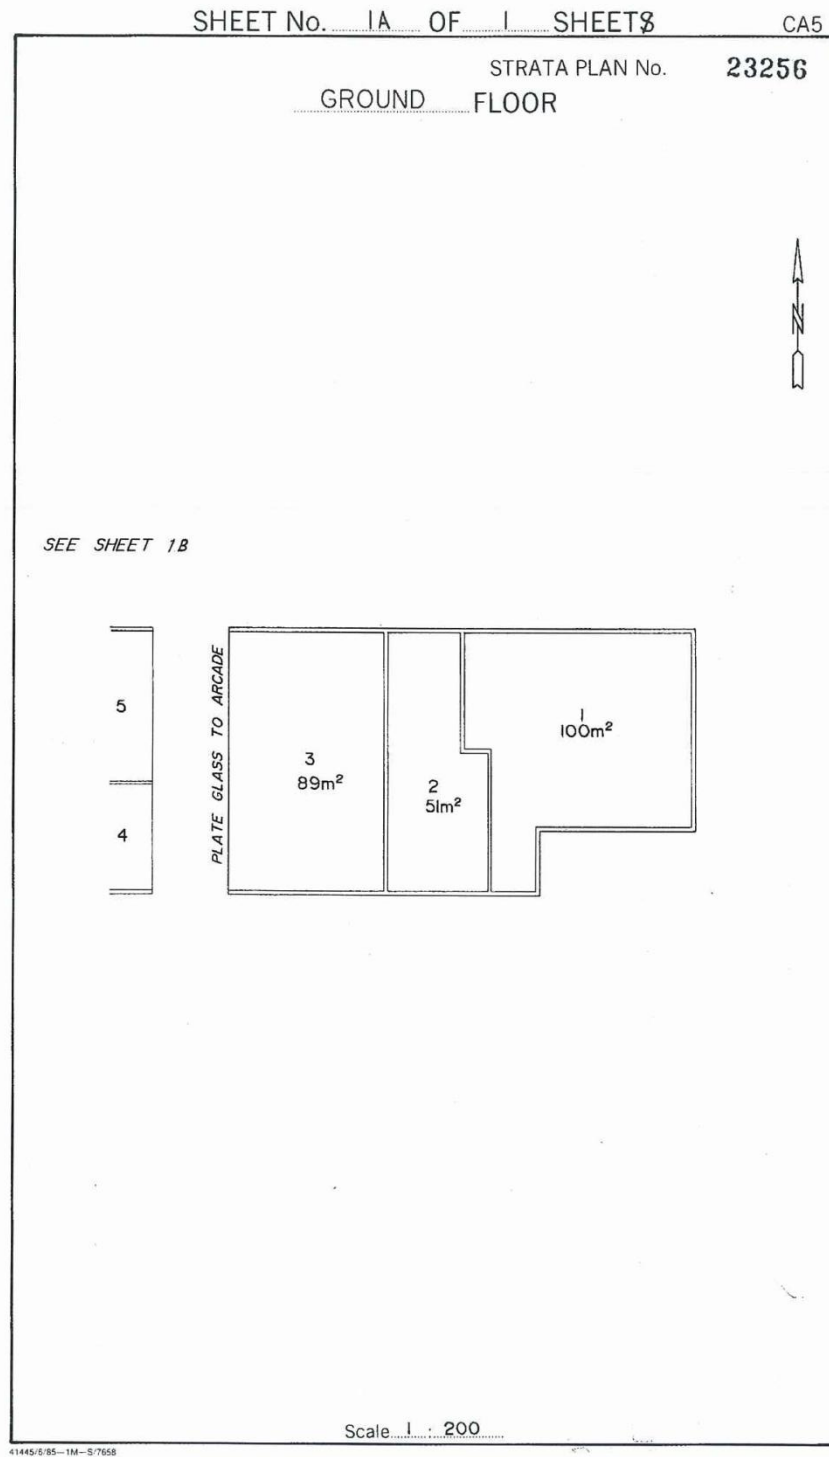 SHEET No. 1A OF 1 SHEETS CA5
STRATA PLAN No. 23256
GROUND FLOOR
N
SEE SHEET 1B
PLATE GLASS TO ARCADE
5
4
3
89m²
2
51m²
1
100m²
Scale 1 : 200
41445/6/85—1M—S/7658